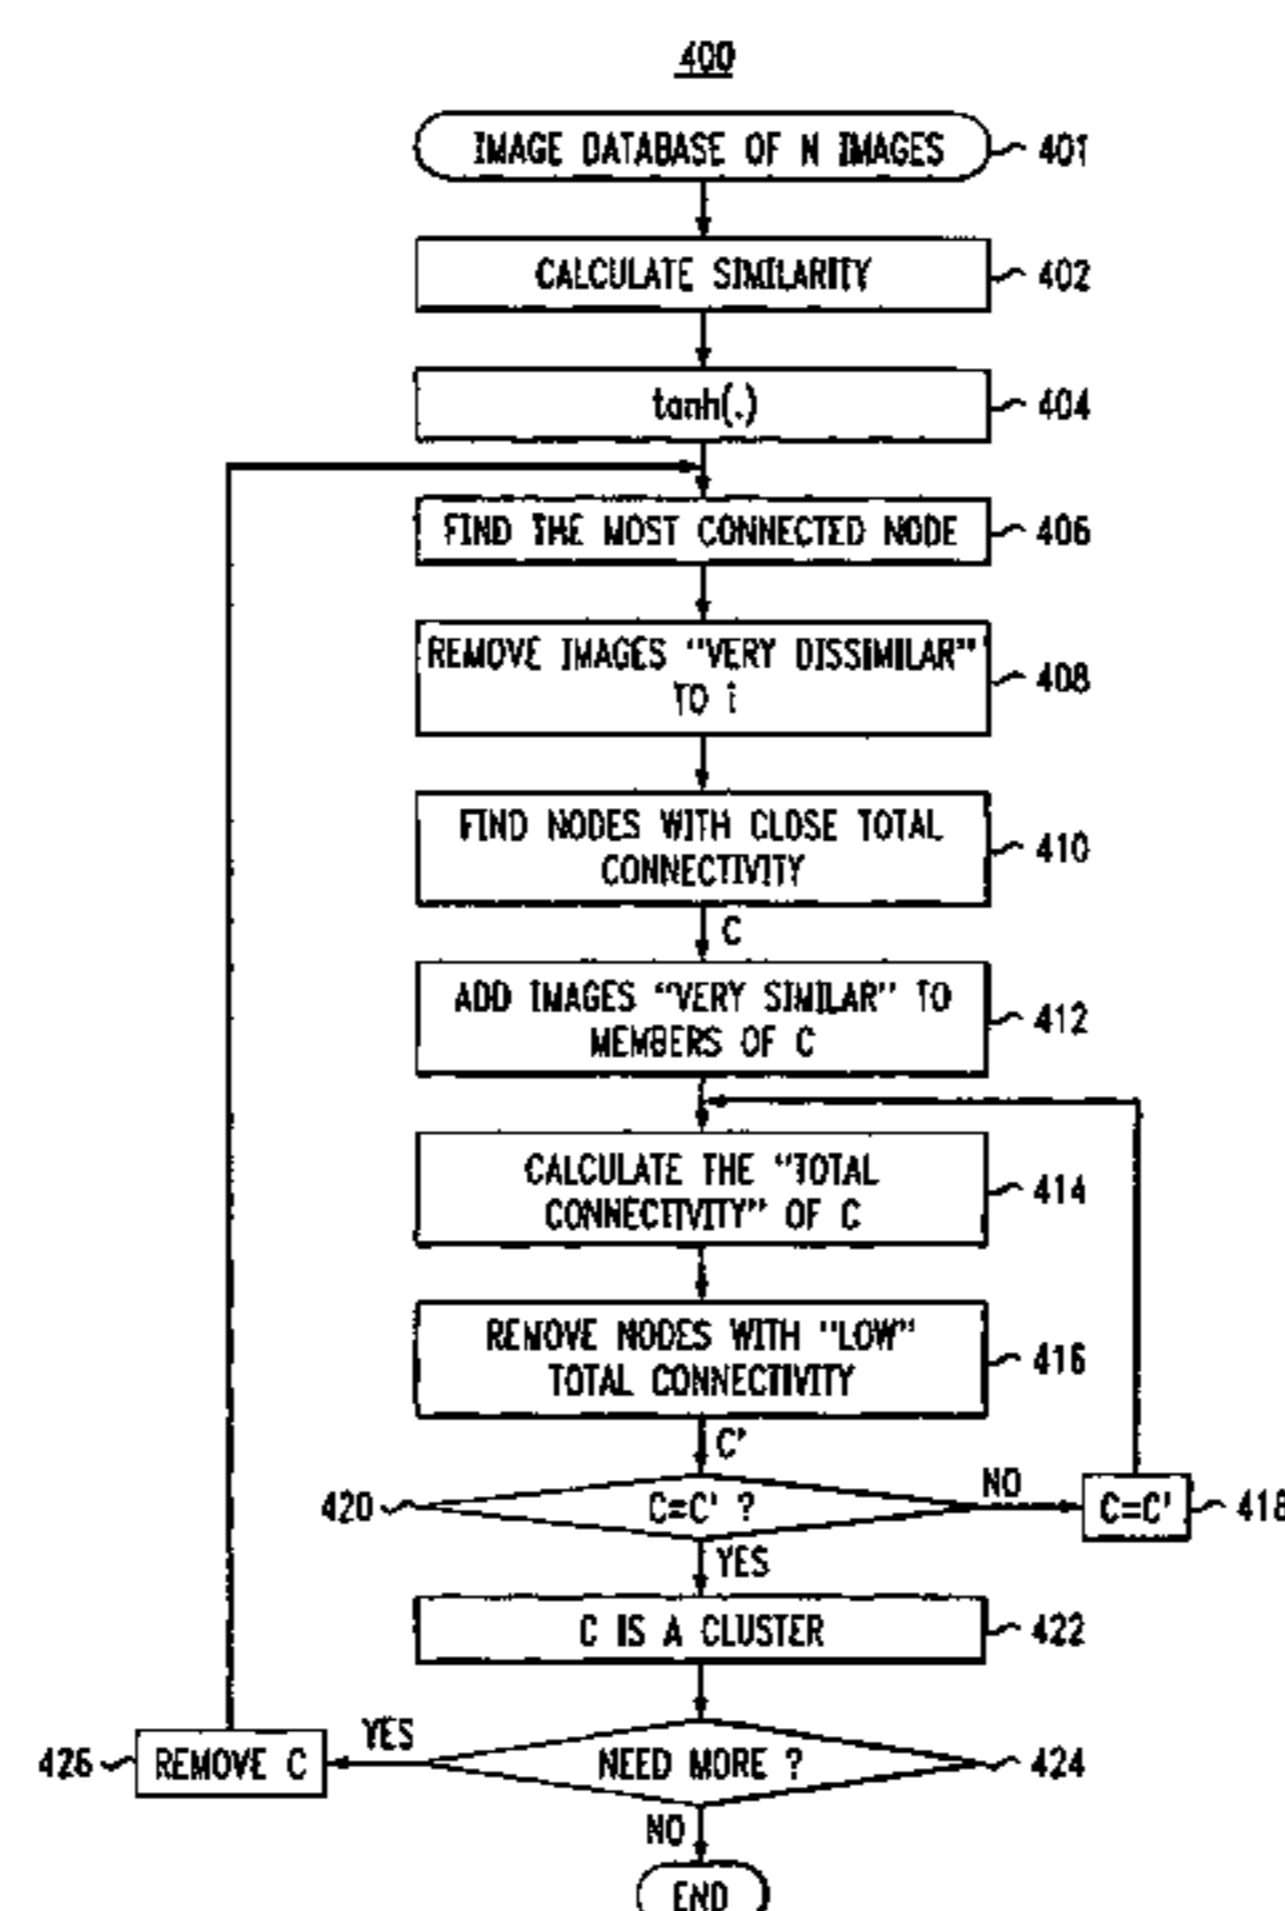 400
IMAGE DATABASE OF N IMAGES
401
CALCULATE SIMILARITY
402
tanh(.)
404
FIND THE MOST CONNECTED NODE
406
REMOVE IMAGES "VERY DISSIMILAR"
TO i
408
FIND NODES WITH CLOSE TOTAL
CONNECTIVITY
410
C
ADD IMAGES "VERY SIMILAR" TO
MEMBERS OF C
412
CALCULATE THE "TOTAL
CONNECTIVITY" OF C
414
REMOVE NODES WITH "LOW"
TOTAL CONNECTIVITY
416
C'
420
C=C' ?
NO
C=C'
418
YES
C IS A CLUSTER
422
426
REMOVE C
YES
NEED MORE ?
424
NO
END